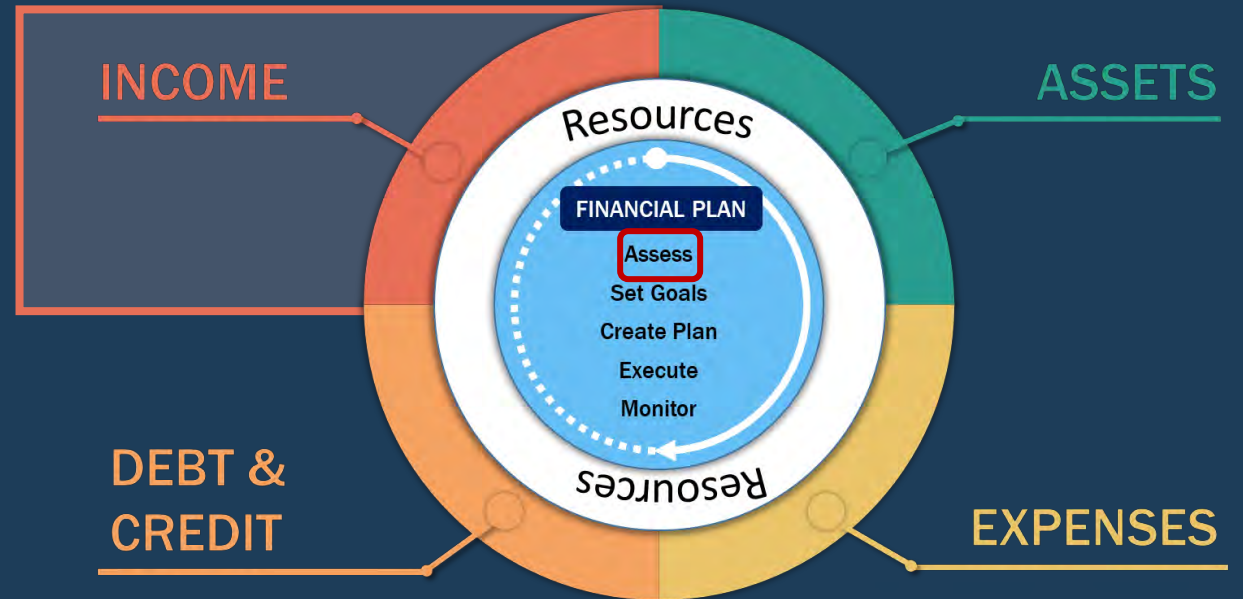 INCOME
ASSETS
Resources
FINANCIAL PLAN
Assess
Set Goals
Create Plan
Execute
Monitor
Resources
DEBT &
CREDIT
EXPENSES